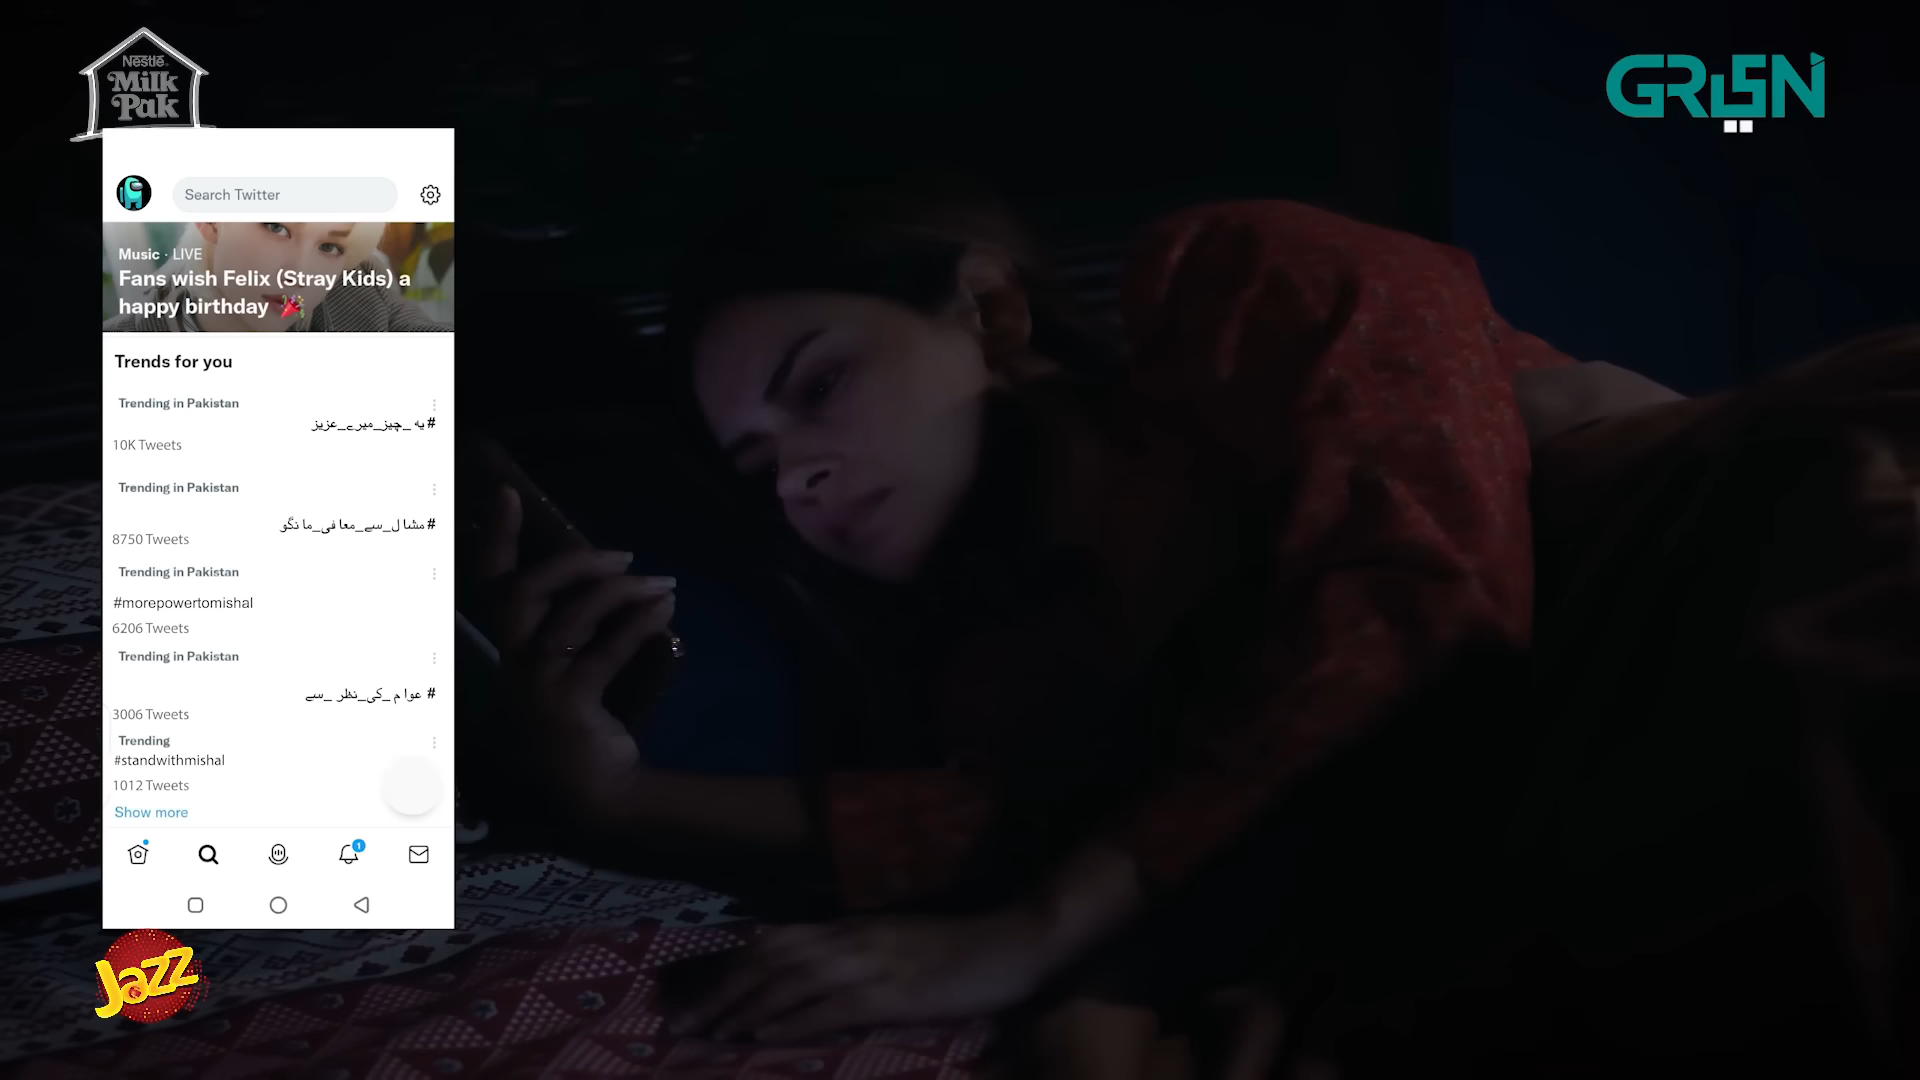 Nestlé
Milk
Pak
GREEN
Search Twitter
Music · LIVE
Fans wish Felix (Stray Kids) a
happy birthday 🎉
Trends for you
Trending in Pakistan
#یہ_چیز_میرے_عزیز
10K Tweets
Trending in Pakistan
#مشال_سے_معافی_مانگو
8750 Tweets
Trending in Pakistan
#morepowertomishal
6206 Tweets
Trending in Pakistan
# عوام_کی_نظر_سے
3006 Tweets
Trending
#standwithmishal
1012 Tweets
Show more
1
Jazz